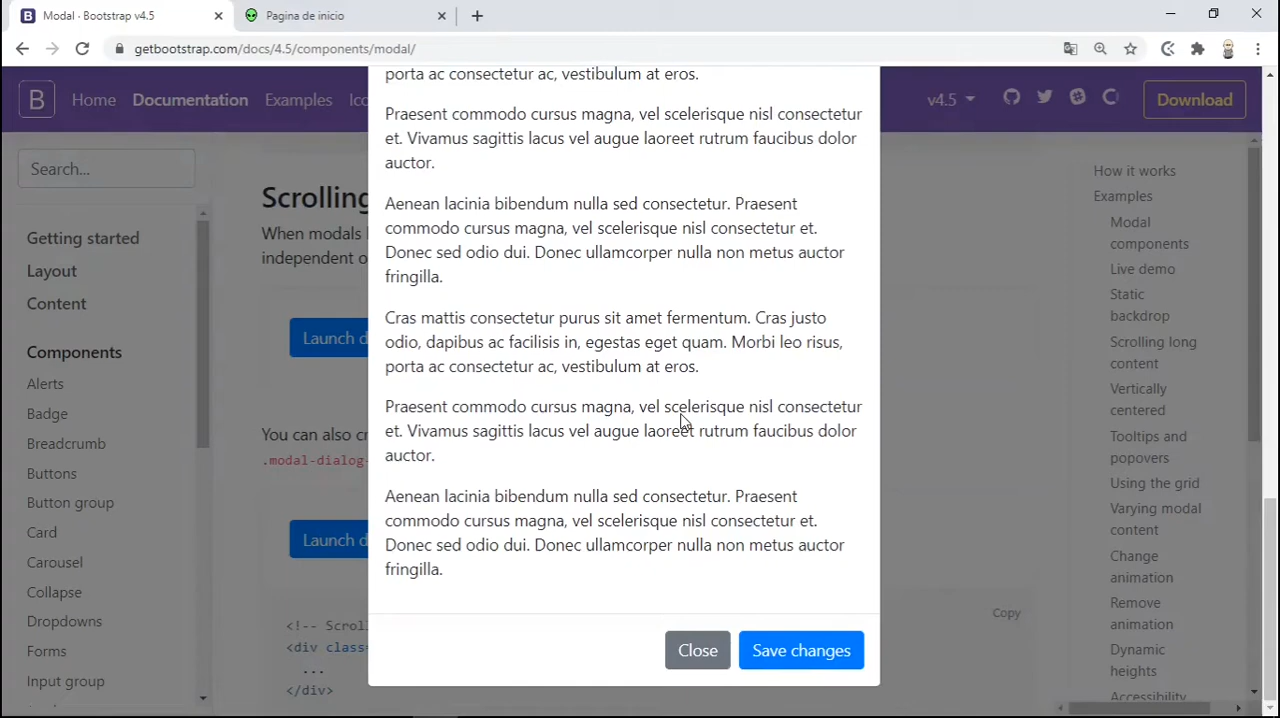 Modal · Bootstrap v4.5
Pagina de inicio
getbootstrap.com/docs/4.5/components/modal/
B Home Documentation Examples Ico
v4.5
Download
Search...
Getting started
Layout
Content
Components
Alerts
Badge
Breadcrumb
Buttons
Button group
Card
Carousel
Collapse
Dropdowns
Forms
Input group
Scrolling
When modals
independent o
Launch d
You can also cr
.modal-dialog-
Launch d
<!-- Scrol
<div class=
...
</div>
Copy
porta ac consectetur ac, vestibulum at eros.
Praesent commodo cursus magna, vel scelerisque nisl consectetur
et. Vivamus sagittis lacus vel augue laoreet rutrum faucibus dolor
auctor.
Aenean lacinia bibendum nulla sed consectetur. Praesent
commodo cursus magna, vel scelerisque nisl consectetur et.
Donec sed odio dui. Donec ullamcorper nulla non metus auctor
fringilla.
Cras mattis consectetur purus sit amet fermentum. Cras justo
odio, dapibus ac facilisis in, egestas eget quam. Morbi leo risus,
porta ac consectetur ac, vestibulum at eros.
Praesent commodo cursus magna, vel scelerisque nisl consectetur
et. Vivamus sagittis lacus vel augue laoreet rutrum faucibus dolor
auctor.
Aenean lacinia bibendum nulla sed consectetur. Praesent
commodo cursus magna, vel scelerisque nisl consectetur et.
Donec sed odio dui. Donec ullamcorper nulla non metus auctor
fringilla.
Close
Save changes
How it works
Examples
Modal
components
Live demo
Static
backdrop
Scrolling long
content
Vertically
centered
Tooltips and
popovers
Using the grid
Varying modal
content
Change
animation
Remove
animation
Dynamic
heights
Accessibility